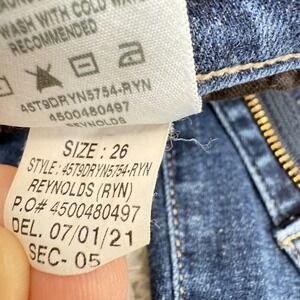 WASH WITH COLD W
RECOMMENDED
45T9DRYN5754-RYN
4500480497
REYNOLDS
SIZE : 26
STYLE : 45T9DRYN5754-RYN
REYNOLDS (RYN)
P.O# 4500480497
DEL. 07/01/21
SEC- 05